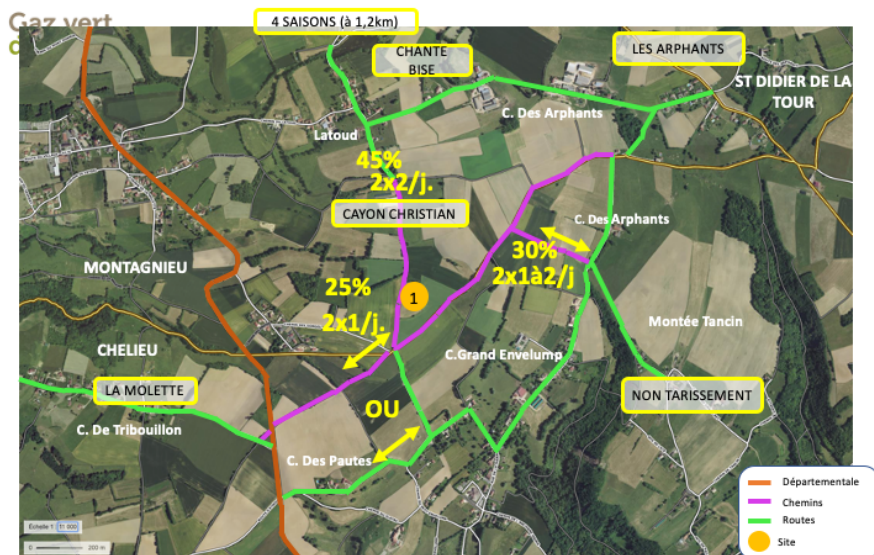 Gaz vert
4 SAISONS (à 1,2km)
CHANTE
BISE
LES ARPHANTS
ST DIDIER DE LA
TOUR
C. Des Arphants
Latoud
45%
2x2/j.
CAYON CHRISTIAN
C. Des Arphants
30%
2x1à2/j
MONTAGNIEU
25%
1
2x1/j.
Montée Tancin
CHELIEU
C.Grand Envelump
LA MOLETTE
NON TARISSEMENT
OU
C. De Tribouillon
C. Des Pautes
Départementale
Chemins
Routes
Site
Échelle 1 : 11 000
0 200 m